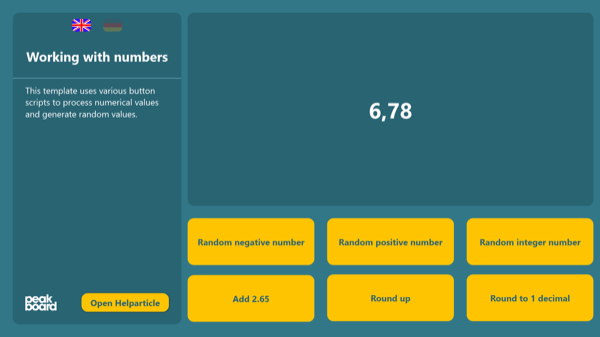 Working with numbers
This template uses various button
scripts to process numerical values
and generate random values.
peak
board
Open Helparticle
6,78
Random negative number
Random positive number
Random integer number
Add 2.65
Round up
Round to 1 decimal